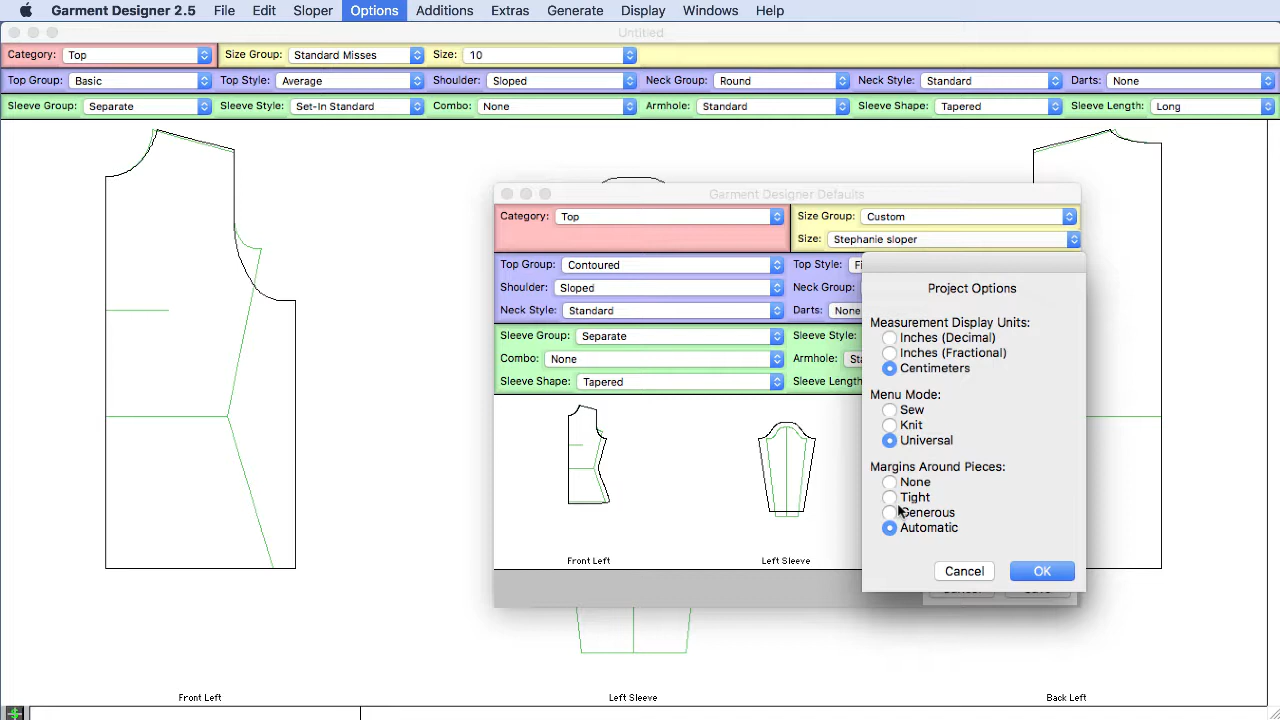 Garment Designer 2.5 File Edit Sloper Options Additions Extras Generate Display Windows Help
Untitled
Category: Top Size Group: Standard Misses Size: 10
Top Group: Basic Top Style: Average Shoulder: Sloped Neck Group: Round Neck Style: Standard Darts: None
Sleeve Group: Separate Sleeve Style: Set-In Standard Combo: None Armhole: Standard Sleeve Shape: Tapered Sleeve Length: Long
Garment Designer Defaults
Category: Top Size Group: Custom
Size: Stephanie sloper
Top Group: Contoured Top Style: Fi
Shoulder: Sloped Neck Group:
Neck Style: Standard Darts: None
Sleeve Group: Separate Sleeve Style:
Combo: None Armhole: Sta
Sleeve Shape: Tapered Sleeve Length
Front Left Left Sleeve
Project Options
Measurement Display Units:
Inches (Decimal)
Inches (Fractional)
Centimeters
Menu Mode:
Sew
Knit
Universal
Margins Around Pieces:
None
Tight
Generous
Automatic
Cancel OK
Front Left Left Sleeve Back Left